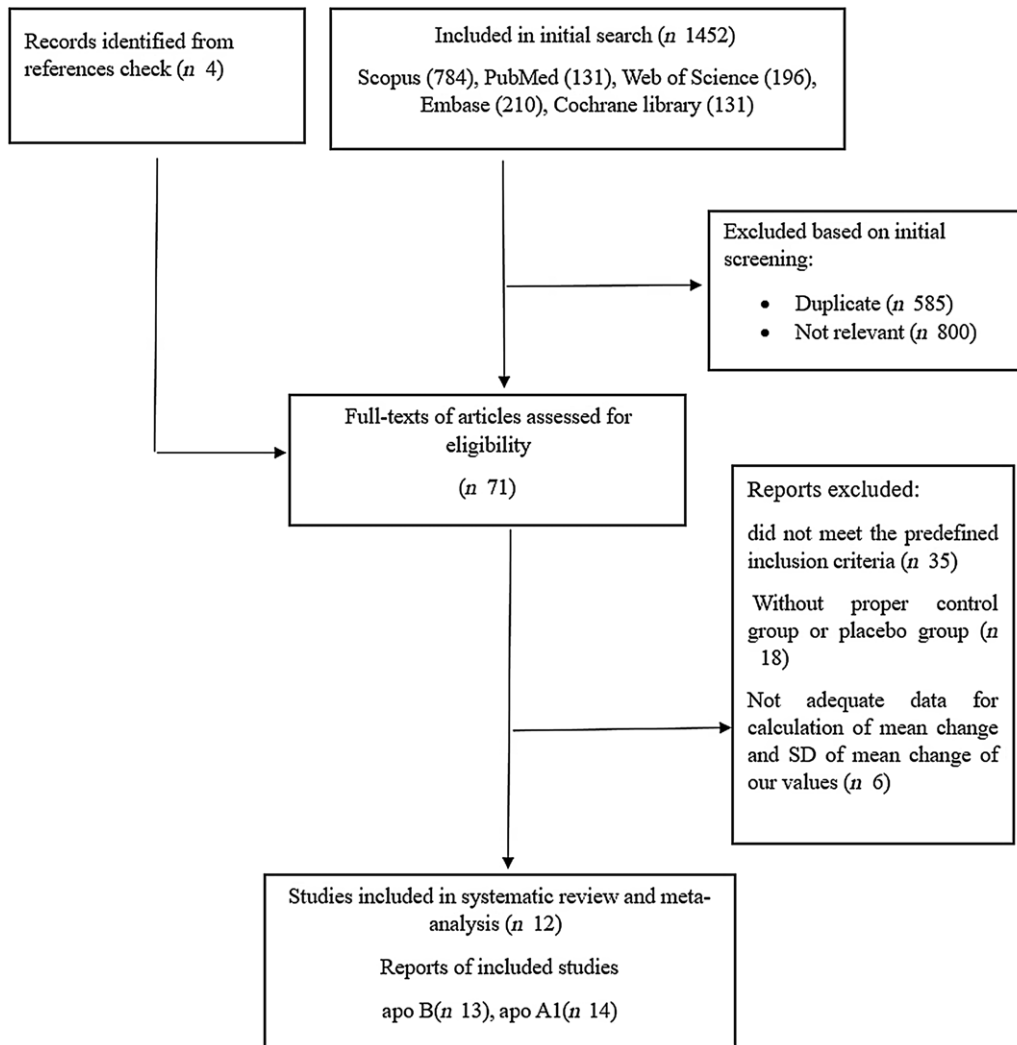 Records identified from
references check (n 4)
Included in initial search (n 1452)
Scopus (784), PubMed (131), Web of Science (196),
Embase (210), Cochrane library (131)
Excluded based on initial
screening:
• Duplicate (n 585)
• Not relevant (n 800)
Full-texts of articles assessed for
eligibility
(n 71)
Reports excluded:
did not meet the predefined
inclusion criteria (n 35)
Without proper control
group or placebo group (n
18)
Not adequate data for
calculation of mean change
and SD of mean change of
our values (n 6)
Studies included in systematic review and meta-
analysis (n 12)
Reports of included studies
apo B(n 13), apo A1(n 14)